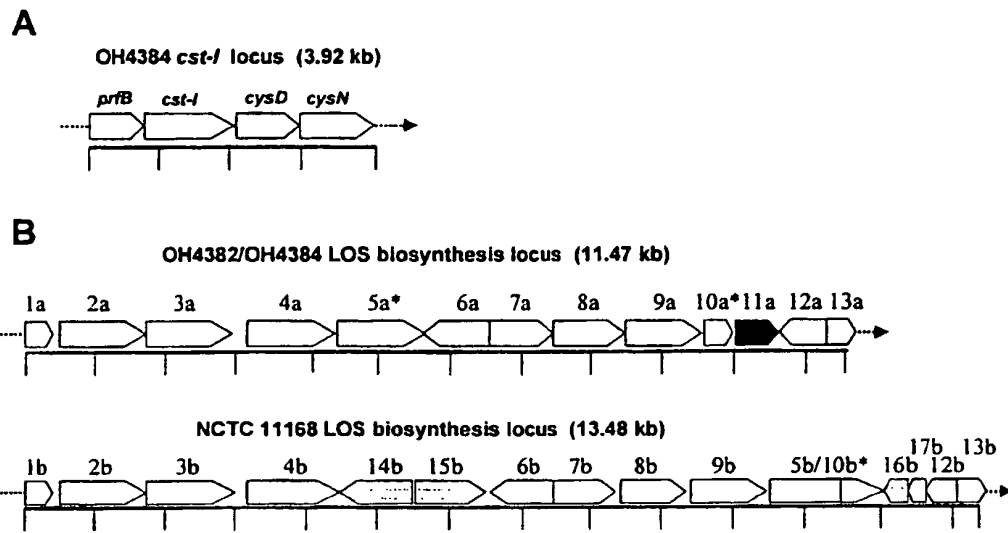 A
OH4384 cst-I locus (3.92 kb)
prfB cst-I cysD cysN
B
OH4382/OH4384 LOS biosynthesis locus (11.47 kb)
1a 2a 3a 4a 5a* 6a 7a 8a 9a 10a* 11a 12a 13a
NCTC 11168 LOS biosynthesis locus (13.48 kb)
17b 13b
1b 2b 3b 4b 14b 15b 6b 7b 8b 9b 5b/10b* 16b 12b